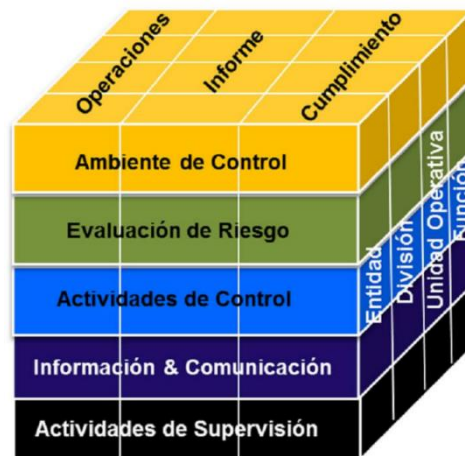 Operaciones
Informe
Cumplimiento
Ambiente de Control
Evaluación de Riesgo
Actividades de Control
Información & Comunicación
Actividades de Supervisión
Entidad
División
Unidad Operativa
Función